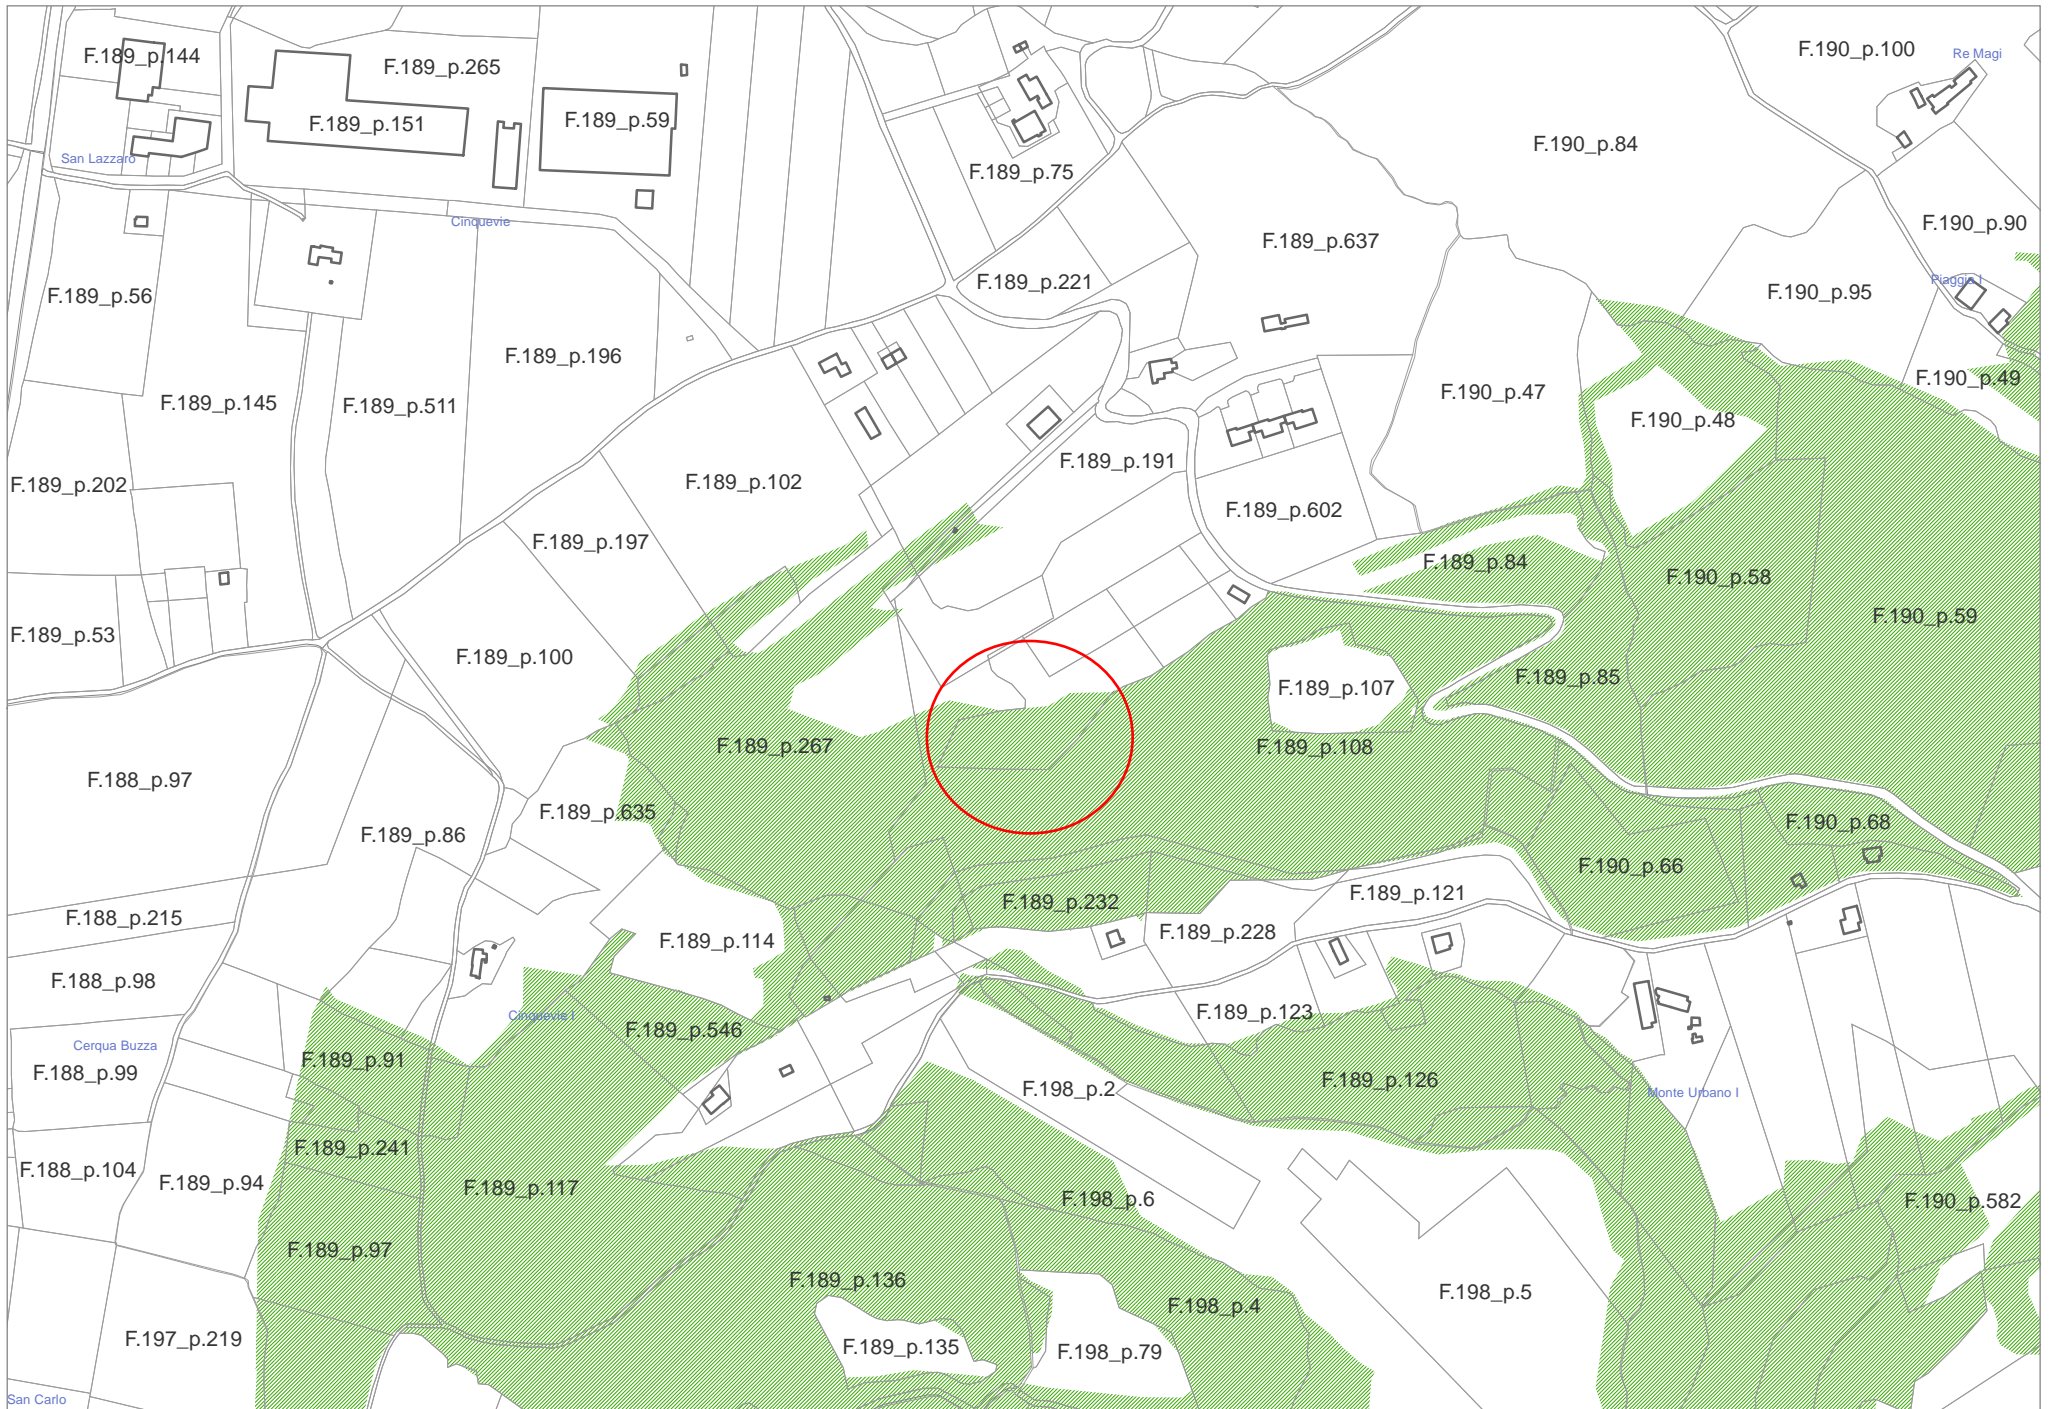 F.190_p.100
Re Magi
F.189_p.144
F.189_p.265
F.189_p.59
F.189_p.151
F.190_p.84
San Lazzaro
F.189_p.75
Cinquevie
F.190_p.90
F.189_p.637
F.189_p.221
Piaggia I
F.189_p.56
F.190_p.95
F.189_p.196
F.190_p.49
F.189_p.145
F.189_p.511
F.190_p.47
F.190_p.48
F.189_p.191
F.189_p.202
F.189_p.102
F.189_p.602
F.189_p.197
F.189_p.84
F.190_p.58
F.190_p.59
F.189_p.53
F.189_p.100
F.189_p.85
F.189_p.107
F.189_p.267
F.189_p.108
F.188_p.97
F.189_p.635
F.190_p.68
F.189_p.86
F.190_p.66
F.189_p.121
F.189_p.232
F.188_p.215
F.189_p.228
F.189_p.114
F.188_p.98
F.189_p.123
Cinquevie I
F.189_p.546
Cerqua Buzza
F.189_p.91
F.188_p.99
F.189_p.126
F.198_p.2
Monte Urbano I
F.189_p.241
F.188_p.104
F.189_p.94
F.189_p.117
F.198_p.6
F.190_p.582
F.189_p.97
F.189_p.136
F.198_p.5
F.198_p.4
F.197_p.219
F.189_p.135
F.198_p.79
San Carlo